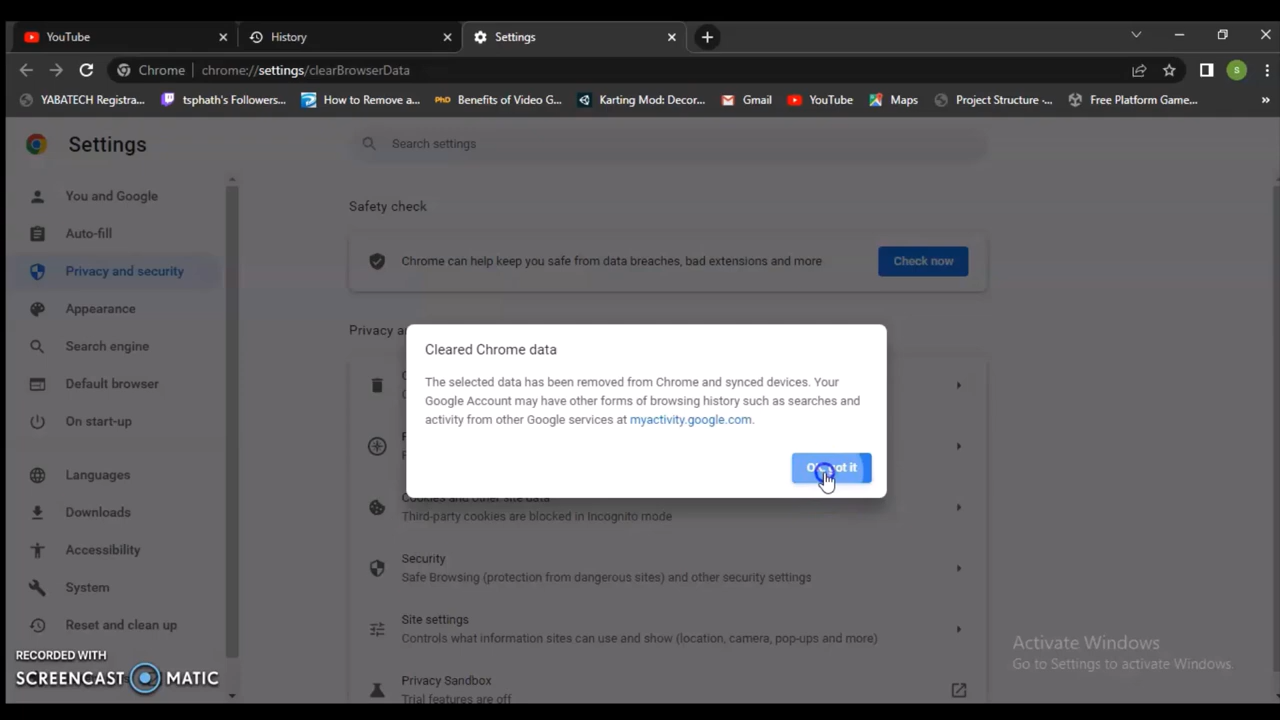 YouTube
History
Settings
Chrome
chrome://settings/clearBrowserData
S
YABATECH Registra...
tsphath's Followers...
How to Remove a...
PhD
Benefits of Video G...
Karting Mod: Decor...
Gmail
YouTube
Maps
Project Structure -...
Free Platform Game...
»
Settings
Search settings
You and Google
Auto-fill
Privacy and security
Appearance
Search engine
Default browser
On start-up
Languages
Downloads
Accessibility
System
Reset and clean up
Safety check
Chrome can help keep you safe from data breaches, bad extensions and more
Check now
Privacy a
Cleared Chrome data
The selected data has been removed from Chrome and synced devices. Your
Google Account may have other forms of browsing history such as searches and
activity from other Google services at myactivity.google.com.
it
Cookies and other site data
Third-party cookies are blocked in Incognito mode
Security
Safe Browsing (protection from dangerous sites) and other security settings
Site settings
Controls what information sites can use and show (location, camera, pop-ups and more)
Privacy Sandbox
Trial features are off
Activate Windows
Go to Settings to activate Windows.
RECORDED WITH
SCREENCAST MATIC